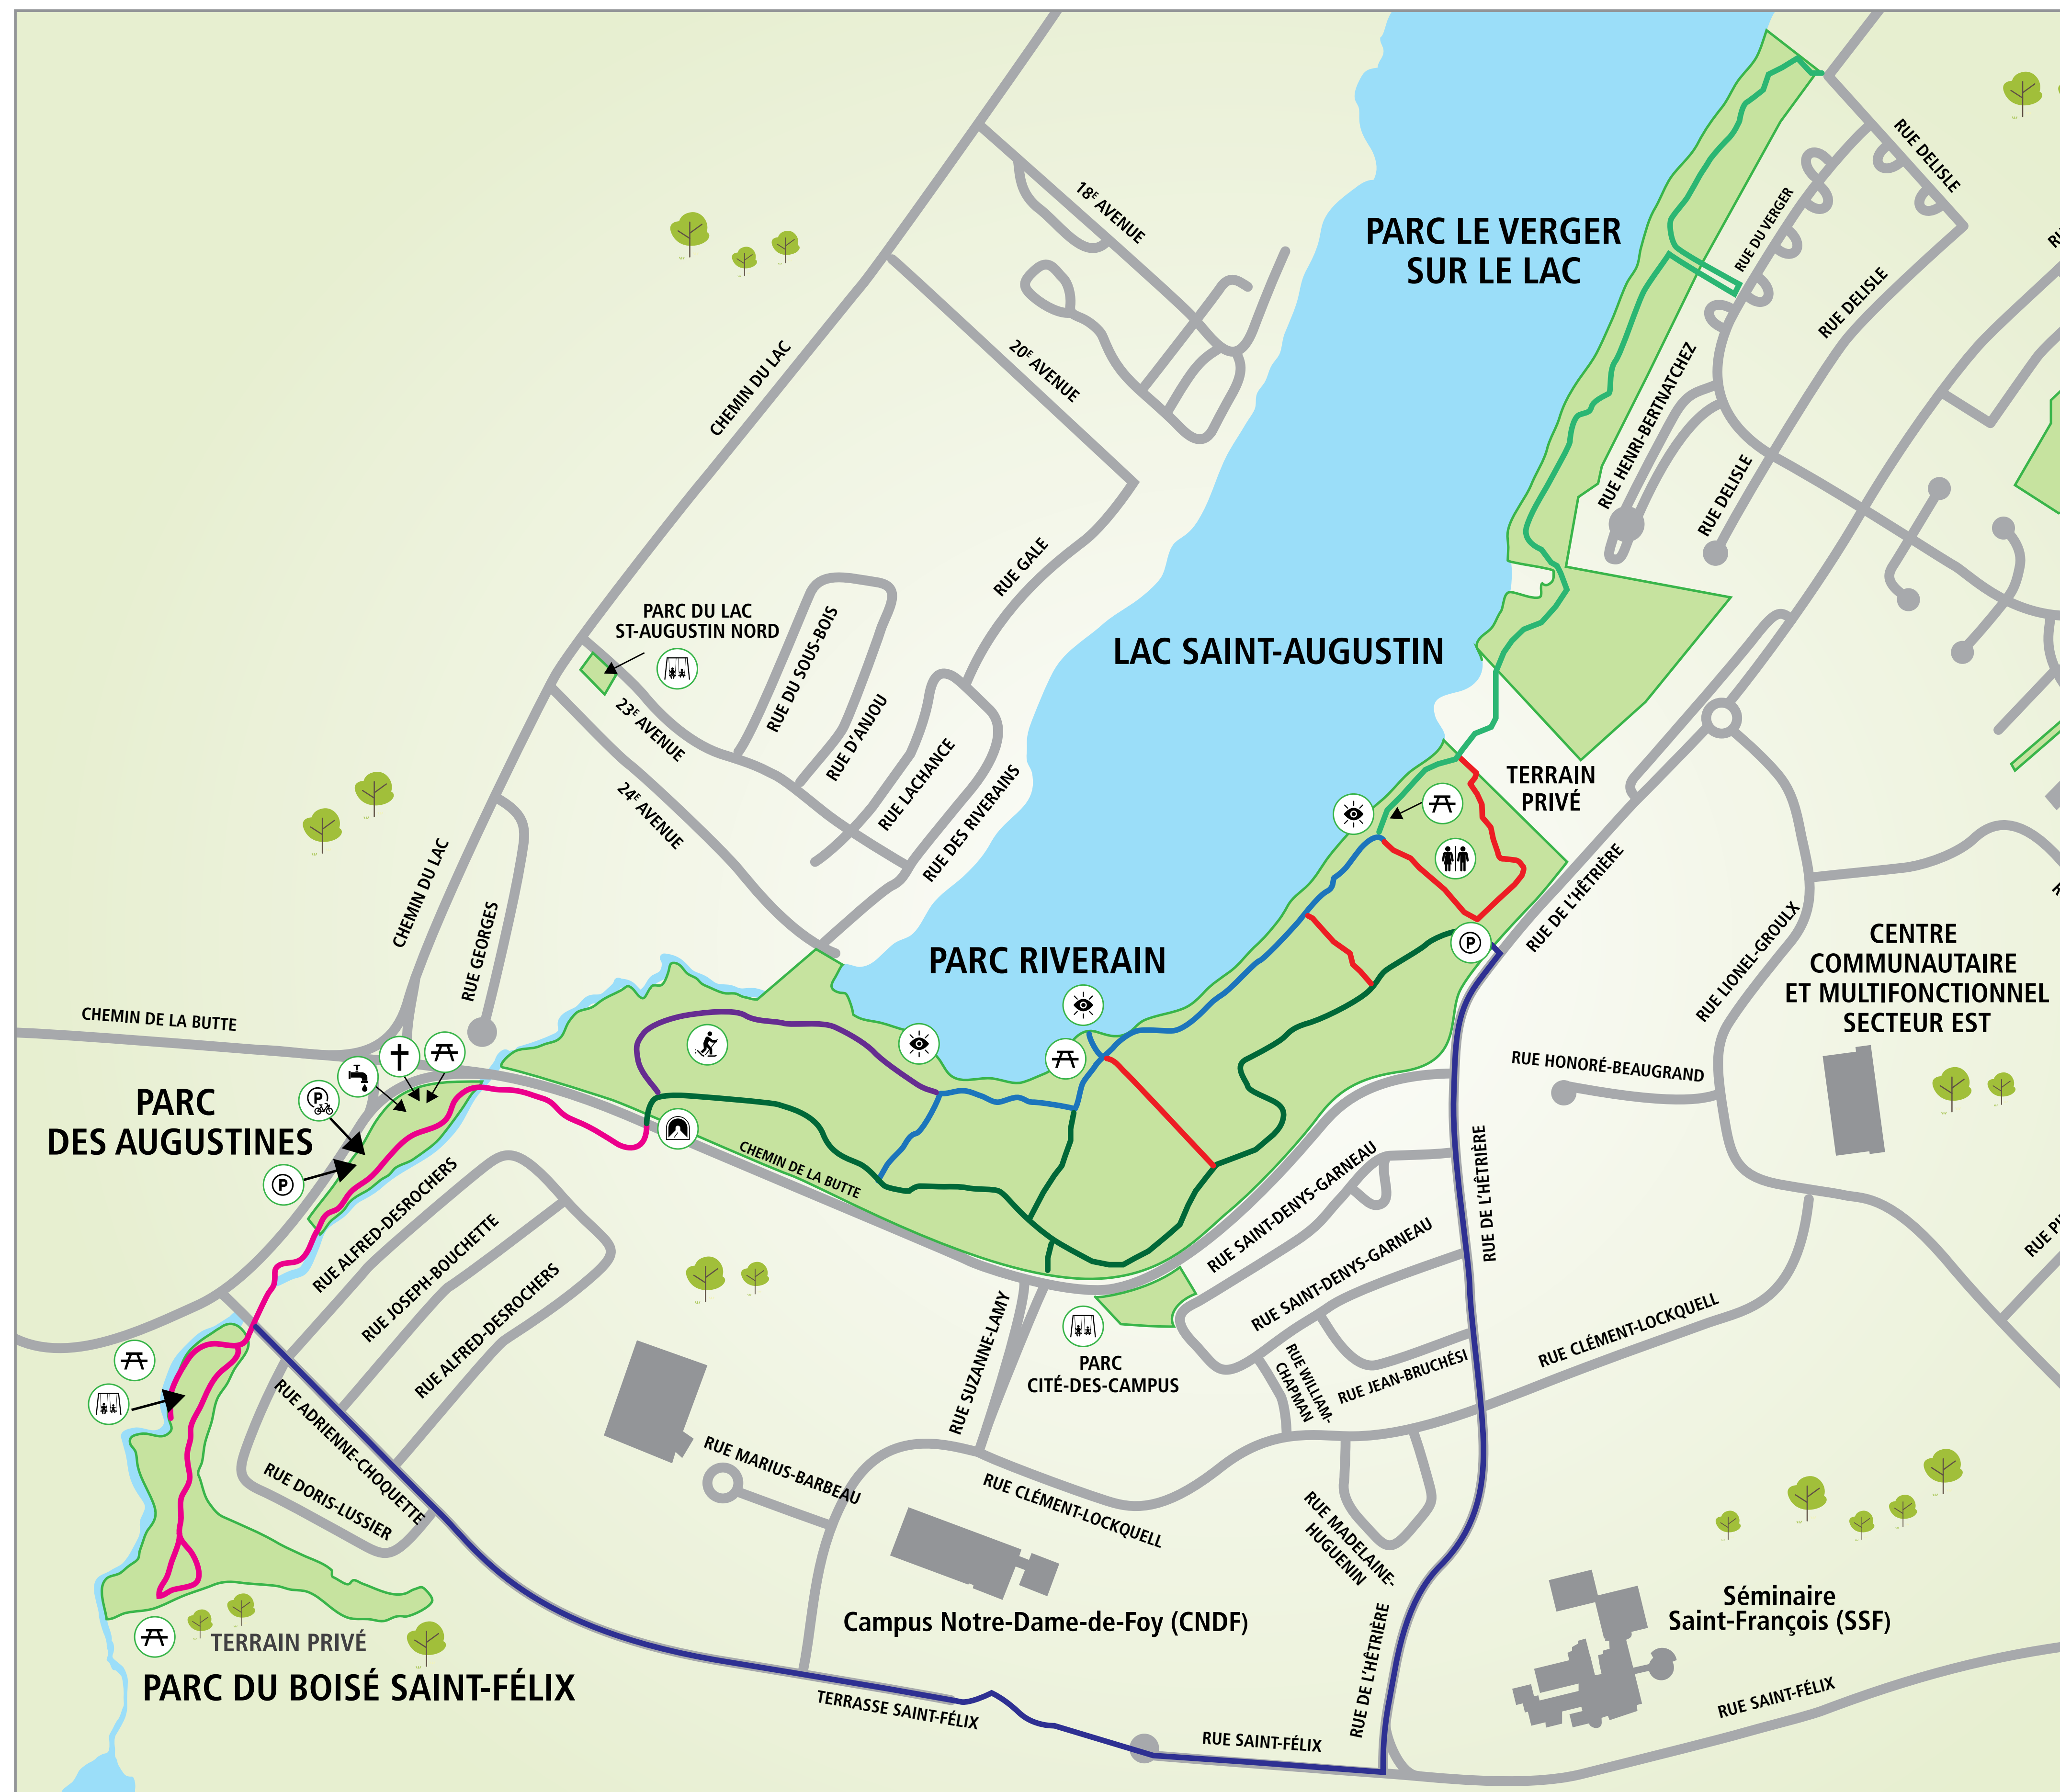 RUE DELISLE
18E AVENUE
PARC LE VERGER
SUR LE LAC
RUE DU VERGER
RUE DELISLE
20E AVENUE
CHEMIN DU LAC
RUE HENRI-BERTNATCHEZ
RUE DELISLE
RUE GALE
PARC DU LAC
ST-AUGUSTIN NORD
RUE DU SOUS-BOIS
LAC SAINT-AUGUSTIN
23E AVENUE
RUE D'ANJOU
RUE LACHANCE
RUE DES RIVERAINS
24E AVENUE
TERRAIN
PRIVÉ
RUE DE L'HÊTRIÈRE
CHEMIN DU LAC
RUE GEORGES
PARC RIVERAIN
P
RUE LIONEL-GROULX
CENTRE
COMMUNAUTAIRE
ET MULTIFONCTIONNEL
SECTEUR EST
CHEMIN DE LA BUTTE
RUE HONORÉ-BEAUGRAND
PARC
DES AUGUSTINES
P
P
CHEMIN DE LA BUTTE
RUE ALFRED-DESROCHERS
RUE JOSEPH-BOUCHETTE
RUE ALFRED-DESROCHERS
RUE SAINT-DENYS-GARNEAU
RUE SAINT-DENYS-GARNEAU
RUE DE L'HÊTRIÈRE
RUE SUZANNE-LAMY
PARC
CITÉ-DES-CAMPUS
RUE WILLIAM-
CHAPMAN
RUE JEAN-BRUCHÉSI
RUE CLÉMENT-LOCKQUELL
RUE ADRIENNE-CHOQUETTE
RUE DORIS-LUSSIER
RUE MARIUS-BARBEAU
RUE CLÉMENT-LOCKQUELL
RUE MADELAINE-
HUGUENIN
Campus Notre-Dame-de-Foy (CNDF)
Séminaire
Saint-François (SSF)
TERRAIN PRIVÉ
PARC DU BOISÉ SAINT-FÉLIX
TERRASSE SAINT-FÉLIX
RUE SAINT-FÉLIX
RUE DE L'HÊTRIÈRE
RUE SAINT-FÉLIX